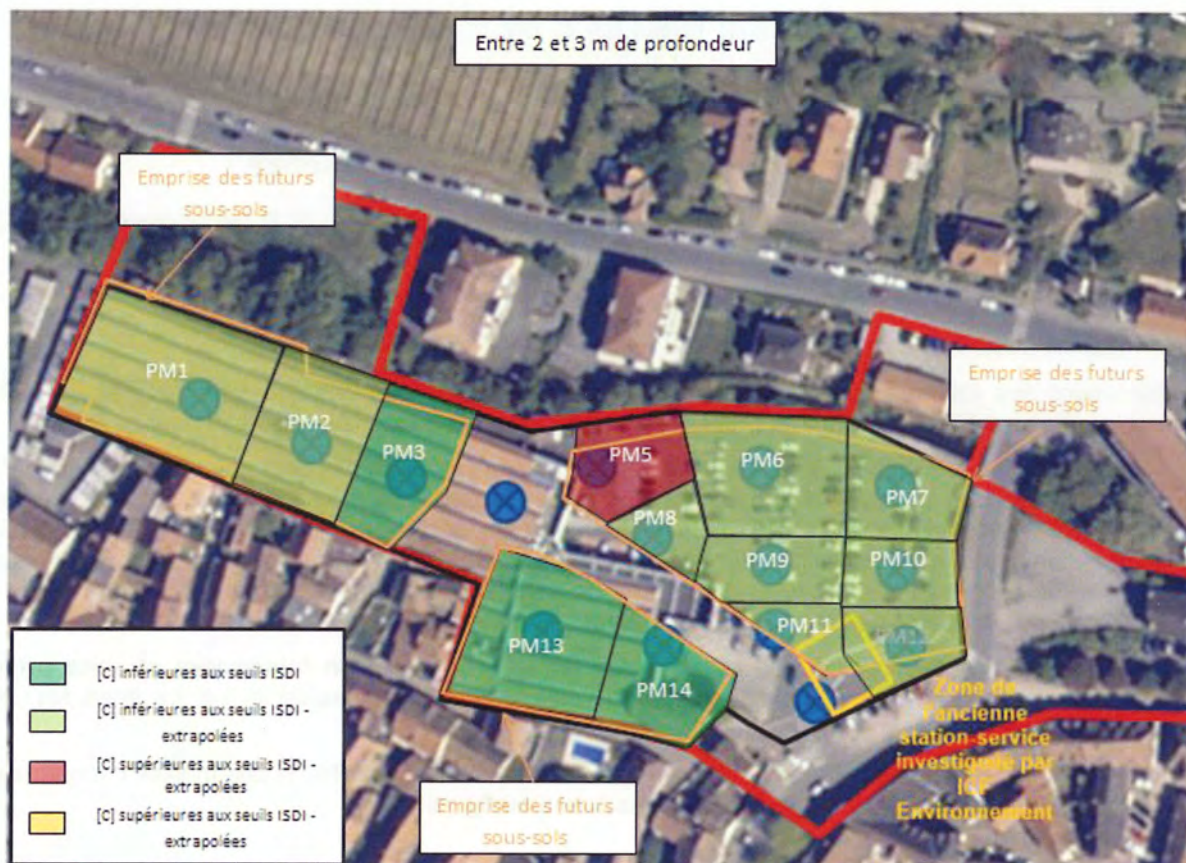 Entre 2 et 3 m de profondeur
Emprise des futurs
sous-sols
Emprise des futurs
sous-sols
PM1
PM2
PM3
PM5
PM6
PM7
PM8
PM9
PM10
PM11
PM12
PM13
PM14
[C] inférieures aux seuils ISDI
[C] inférieures aux seuils ISDI -
extrapolées
[C] supérieures aux seuils ISDI -
extrapolées
[C] supérieures aux seuils ISDI -
extrapolées
Emprise des futurs
sous-sols
Zone de
l'ancienne
station-service
investiguée par
ICF
Environnement